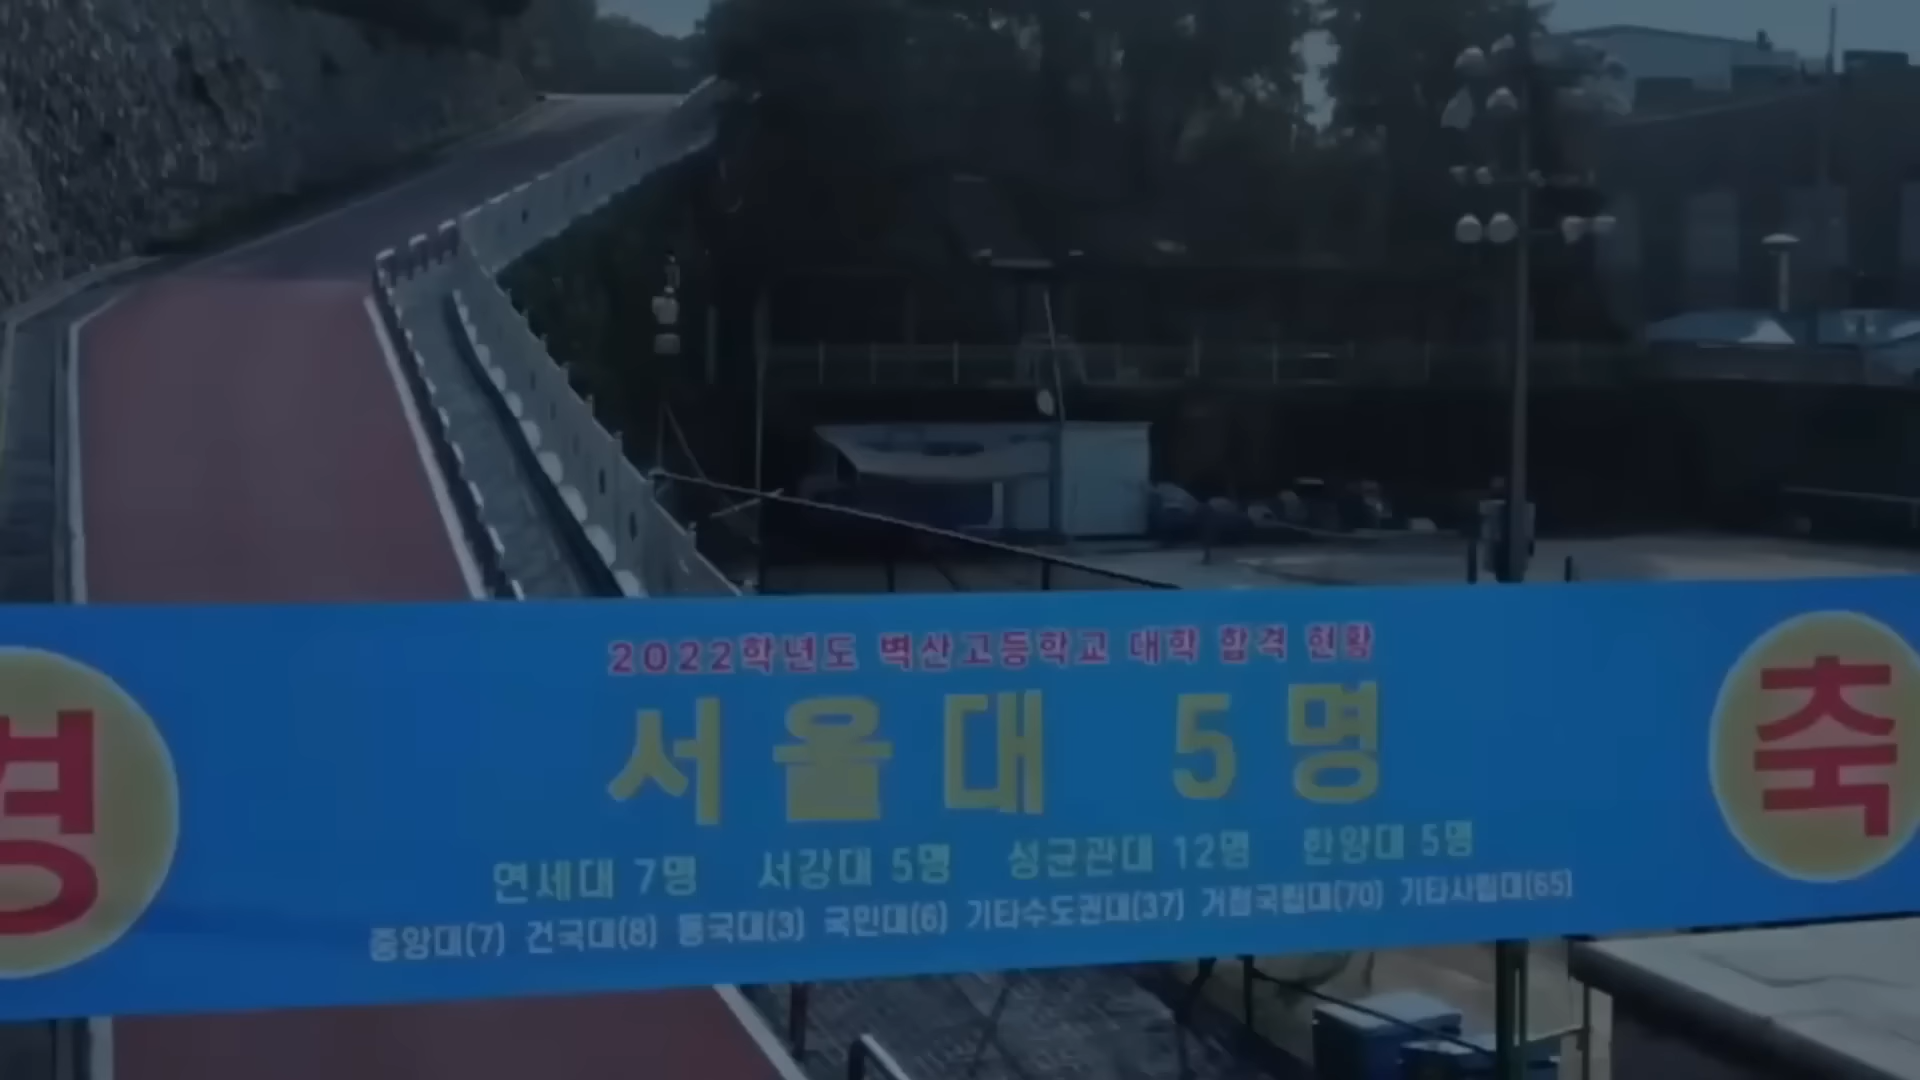 2022학년도 벽산고등학교 대학 합격 현황
서울대 5명
연세대 7명 서강대 5명 성균관대 12명 한양대 5명
중앙대(7) 건국대(8) 동국대(3) 국민대(6) 기타수도권대(37) 거점국립대(70) 기타사립대(65)
경
축